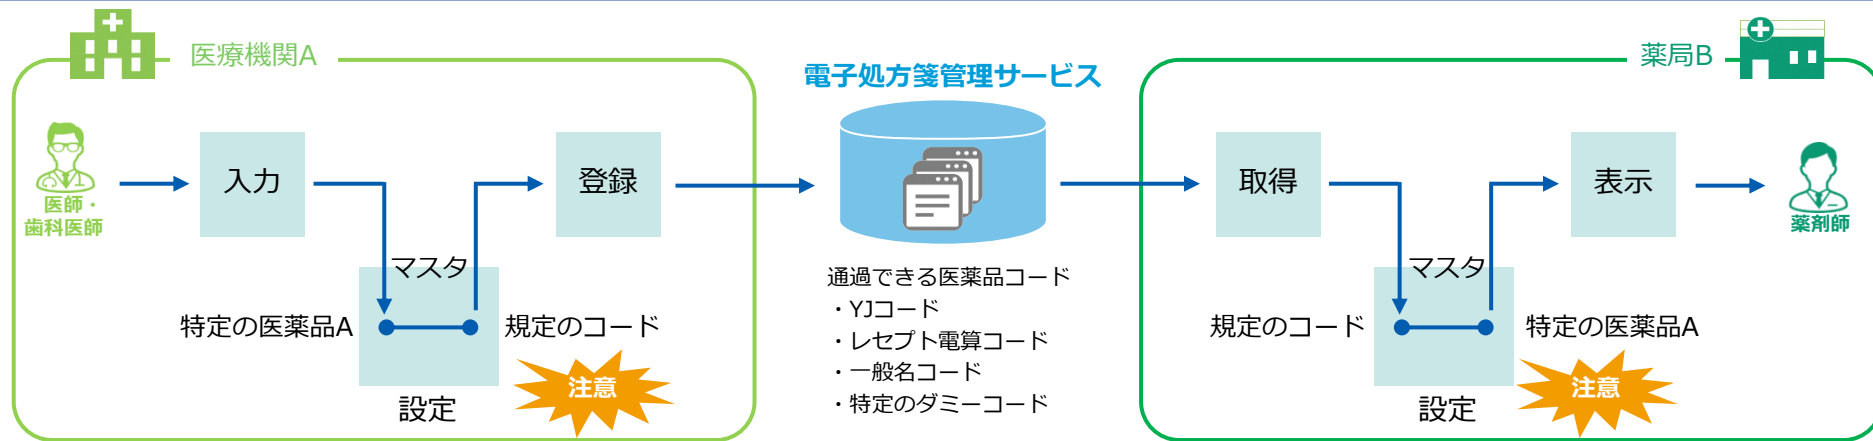 医療機関A
医師・
歯科医師
入力
マスタ
特定の医薬品A
規定のコード
設定
注意
登録
電子処方箋管理サービス
通過できる医薬品コード
・YJコード
・レセプト電算コード
・一般名コード
・特定のダミーコード
薬局B
取得
マスタ
規定のコード
特定の医薬品A
設定
注意
表示
薬剤師